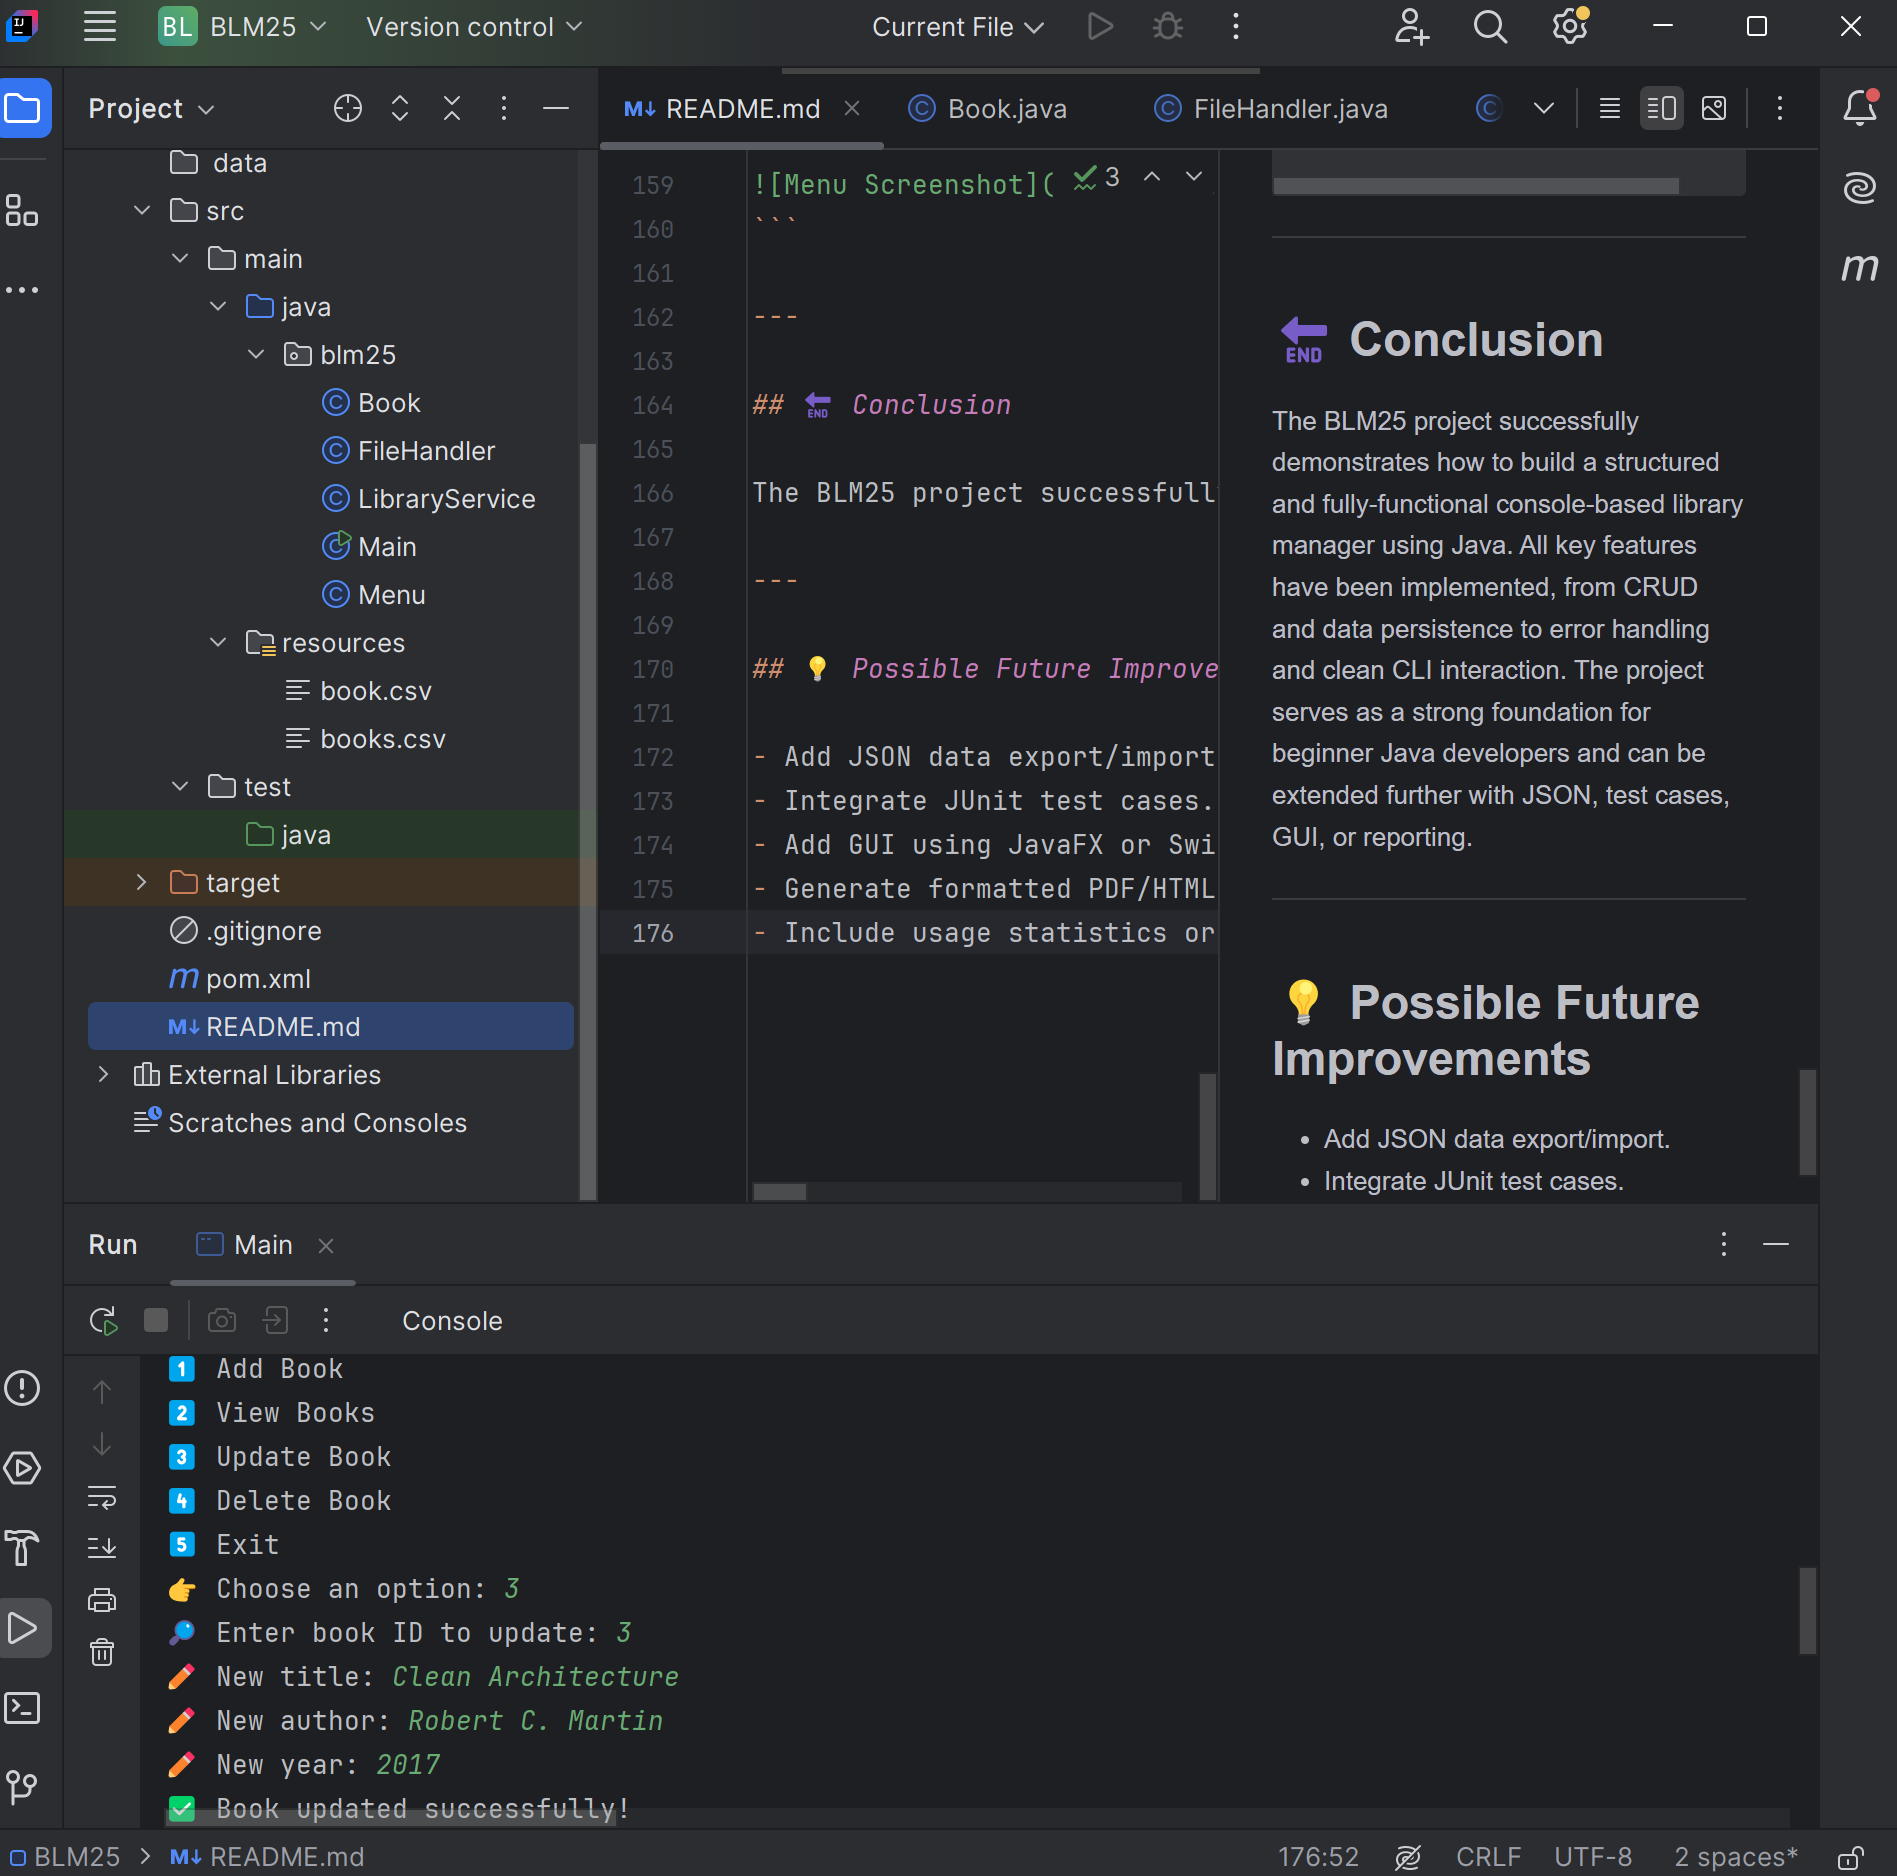 BL BLM25 Version control Current File
Project
README.md
Book.java
FileHandler.java
data
src
main
java
blm25
Book
FileHandler
LibraryService
Main
Menu
resources
book.csv
books.csv
test
java
target
.gitignore
pom.xml
README.md
External Libraries
Scratches and Consoles
159 ![Menu Screenshot]( 3
160 ```
161
162 ---
163
164 ## 🔚 Conclusion
165
166 The BLM25 project successfull
167
168 ---
169
170 ## 💡 Possible Future Improve
171
172 - Add JSON data export/import
173 - Integrate JUnit test cases.
174 - Add GUI using JavaFX or Swi
175 - Generate formatted PDF/HTML
176 - Include usage statistics or
🔚 Conclusion
The BLM25 project successfully
demonstrates how to build a structured
and fully-functional console-based library
manager using Java. All key features
have been implemented, from CRUD
and data persistence to error handling
and clean CLI interaction. The project
serves as a strong foundation for
beginner Java developers and can be
extended further with JSON, test cases,
GUI, or reporting.
💡 Possible Future
Improvements
• Add JSON data export/import.
• Integrate JUnit test cases.
Run Main
Console
1️⃣ Add Book
2️⃣ View Books
3️⃣ Update Book
4️⃣ Delete Book
5️⃣ Exit
👉 Choose an option: 3
🔎 Enter book ID to update: 3
✏️ New title: Clean Architecture
✏️ New author: Robert C. Martin
✏️ New year: 2017
✅ Book updated successfully!
BLM25 > README.md 176:52 CRLF UTF-8 2 spaces*